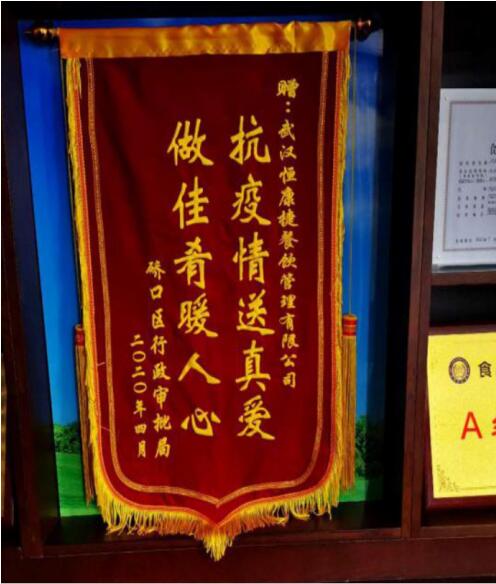 赠：武汉恒康捷餐饮管理有限公司
抗疫情送真爱
做佳肴暖人心
硚口区行政审批局
二〇二〇年四月
食
A